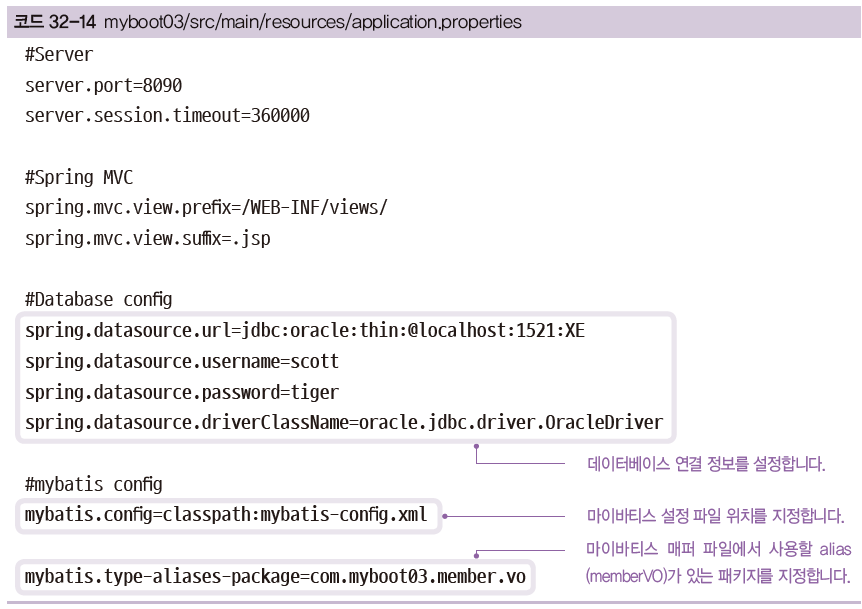 코드 32-14 myboot03/src/main/resources/application.properties
#Server
server.port=8090
server.session.timeout=360000
#Spring MVC
spring.mvc.view.prefix=/WEB-INF/views/
spring.mvc.view.suffix=.jsp
#Database config
spring.datasource.url=jdbc:oracle:thin:@localhost:1521:XE
spring.datasource.username=scott
spring.datasource.password=tiger
spring.datasource.driverClassName=oracle.jdbc.driver.OracleDriver
데이터베이스 연결 정보를 설정합니다.
#mybatis config
mybatis.config=classpath:mybatis-config.xml
마이바티스 설정 파일 위치를 지정합니다.
마이바티스 매퍼 파일에서 사용할 alias
(memberVO)가 있는 패키지를 지정합니다.
mybatis.type-aliases-package=com.myboot03.member.vo